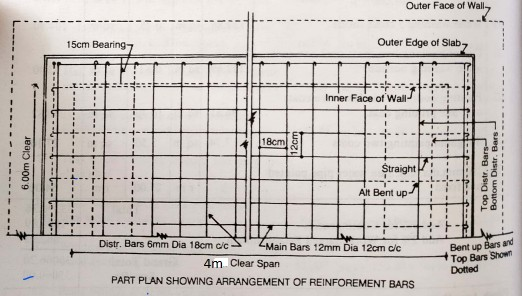 Outer Face of Wall
15cm Bearing
Outer Edge of Slab
Inner Face of Wall
18cm
12cm
6.00m Clear
Straight
Alt Bent up
Top Distr. Bars
Bottom Distr. Bars
Distr. Bars 6mm Dia 18cm c/c
Main Bars 12mm Dia 12cm c/c
Bent up Bars and
Top Bars Shown
Dotted
4m Clear Span
PART PLAN SHOWING ARRANGEMENT OF REINFOREMENT BARS